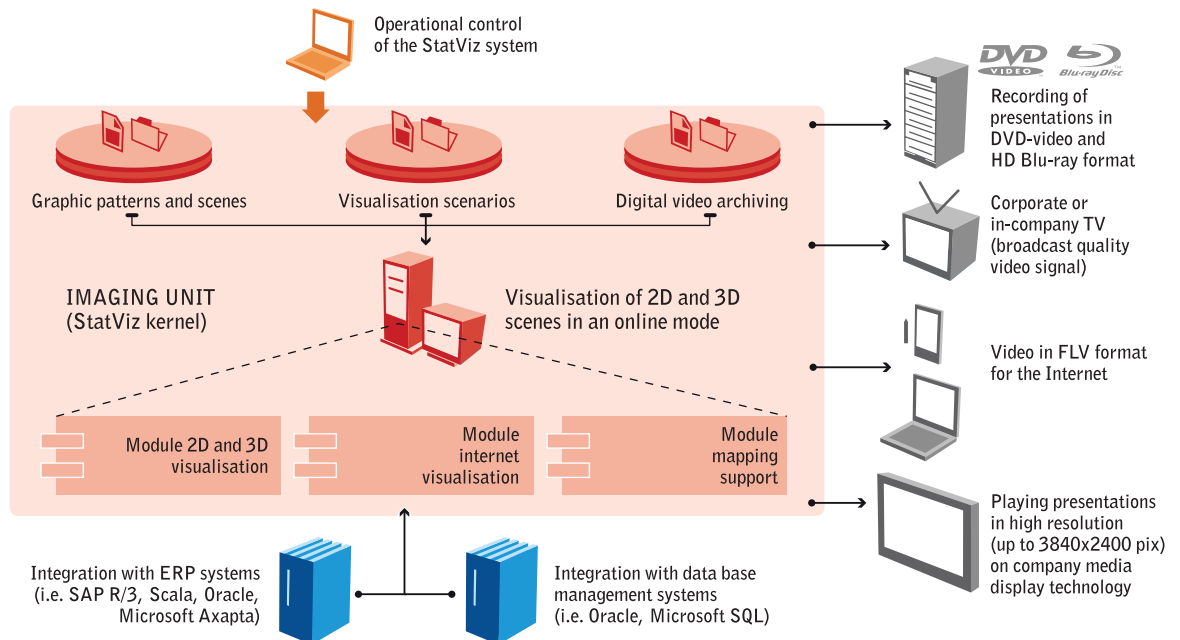 Operational control
of the StatViz system
DVD
VIDEO
Blu-ray Disc
TM
Recording of
presentations in
DVD-video and
HD Blu-ray format
Graphic patterns and scenes
Visualisation scenarios
Digital video archiving
Corporate or
in-company TV
(broadcast quality
video signal)
IMAGING UNIT
(StatViz kernel)
Visualisation of 2D and 3D
scenes in an online mode
Video in FLV format
for the Internet
Module 2D and 3D
visualisation
Module
internet
visualisation
Module
mapping
support
Playing presentations
in high resolution
(up to 3840x2400 pix)
on company media
display technology
Integration with ERP systems
(i.e. SAP R/3, Scala, Oracle,
Microsoft Axapta)
Integration with data base
management systems
(i.e. Oracle, Microsoft SQL)